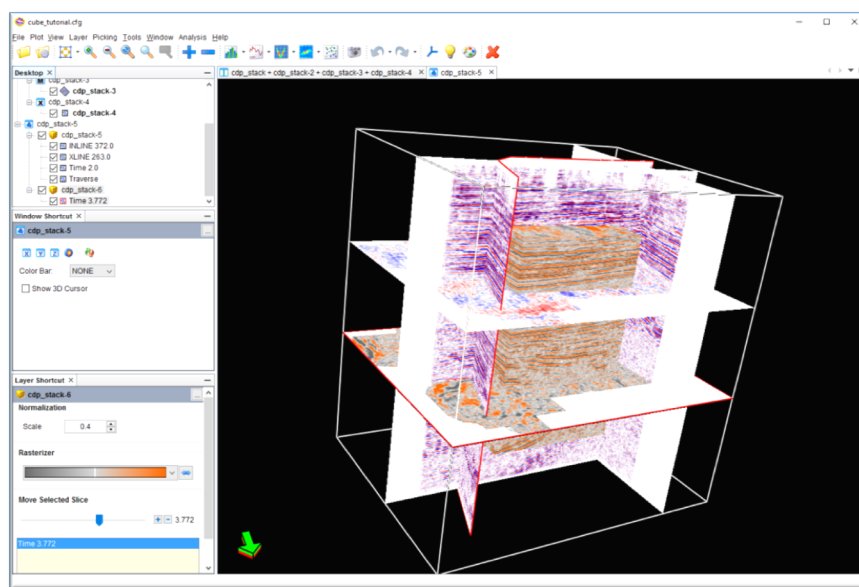 cube_tutorial.cfg
File Plot View Layer Picking Tools Window Analysis Help
Desktop
cdp_stack + cdp_stack-2 + cdp_stack-3 + cdp_stack-4
cdp_stack-5
cdp_stack-3
cdp_stack-3
cdp_stack-4
cdp_stack-4
cdp_stack-5
cdp_stack-5
INLINE 372.0
XLINE 263.0
Time 2.0
Traverse
cdp_stack-6
Time 3.772
Window Shortcut
cdp_stack-5
Color Bar: NONE
Show 3D Cursor
Layer Shortcut
cdp_stack-6
Normalization
Scale 0.4
Rasterizer
Move Selected Slice
3.772
Time 3.772